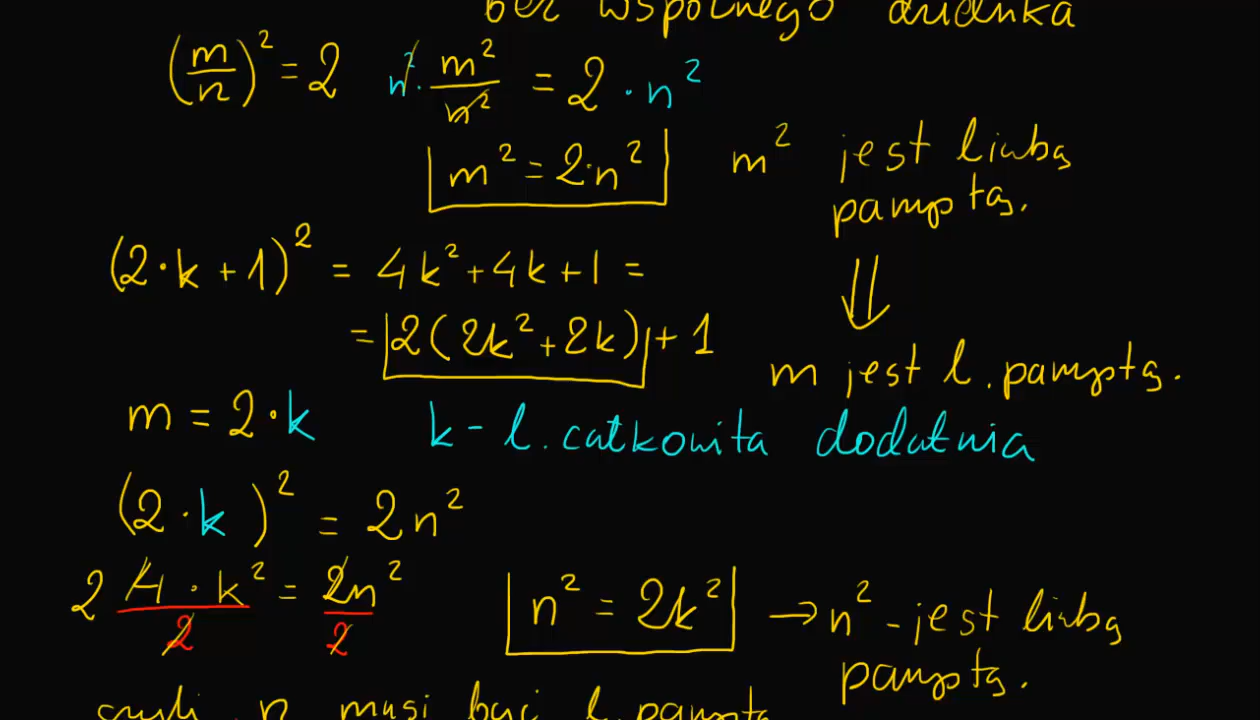 bez wspólnego dzielnika
(m/n)² = 2   n² · m²/n² = 2 · n²
m² = 2·n²   m² jest liczbą
parzystą.
(2·k+1)² = 4k²+4k+1 =
⇓
= 2(2k²+2k) + 1
m jest l. parzystą.
m = 2·k   k - l. całkowita dodatnia
(2·k)² = 2n²
2 4·k²/2 = 2n²/2   n² = 2k² → n² - jest liczbą
parzystą.
czyli n musi być l. parzystą